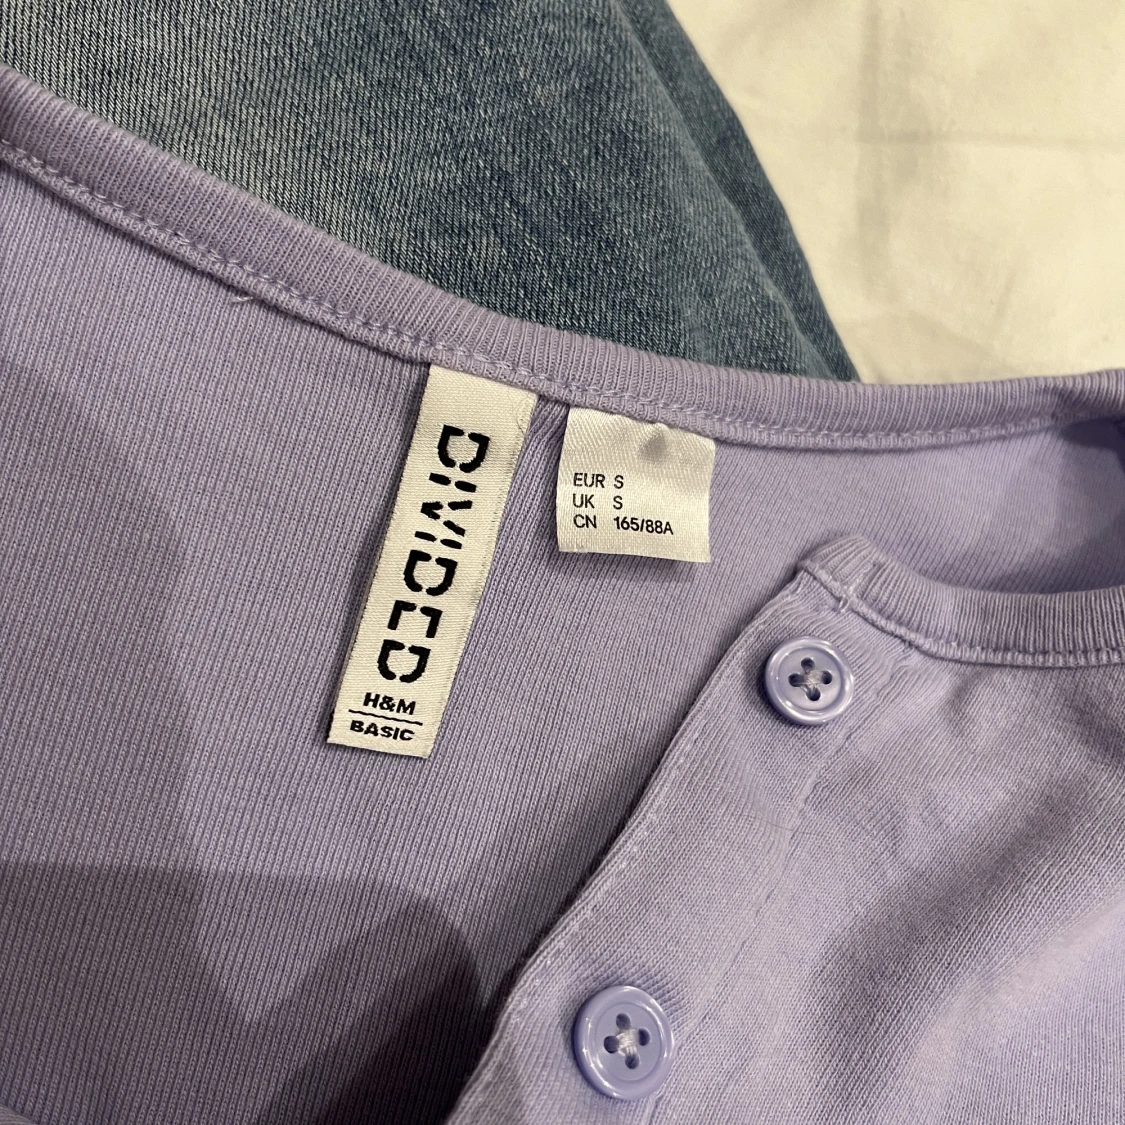 DIVIDED
H&M
BASIC
EUR S
UK S
CN 165/88A